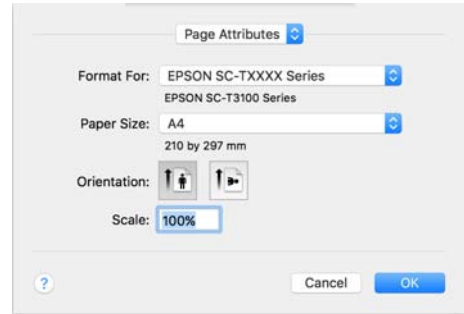 Page Attributes
Format For: EPSON SC-TXXXX Series
EPSON SC-T3100 Series
Paper Size: A4
210 by 297 mm
Orientation:
Scale: 100%
? Cancel OK